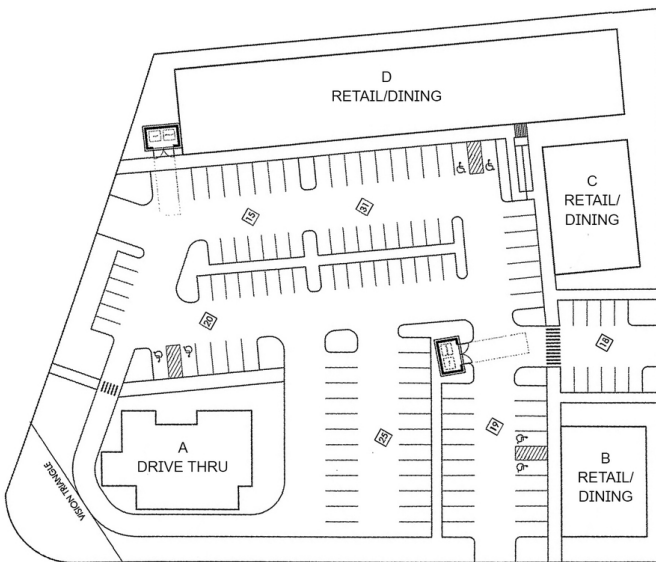 D
RETAIL/DINING
C
RETAIL/
DINING
15
31
20
18
25
19
A
DRIVE THRU
B
RETAIL/
DINING
VISION TRIANGLE